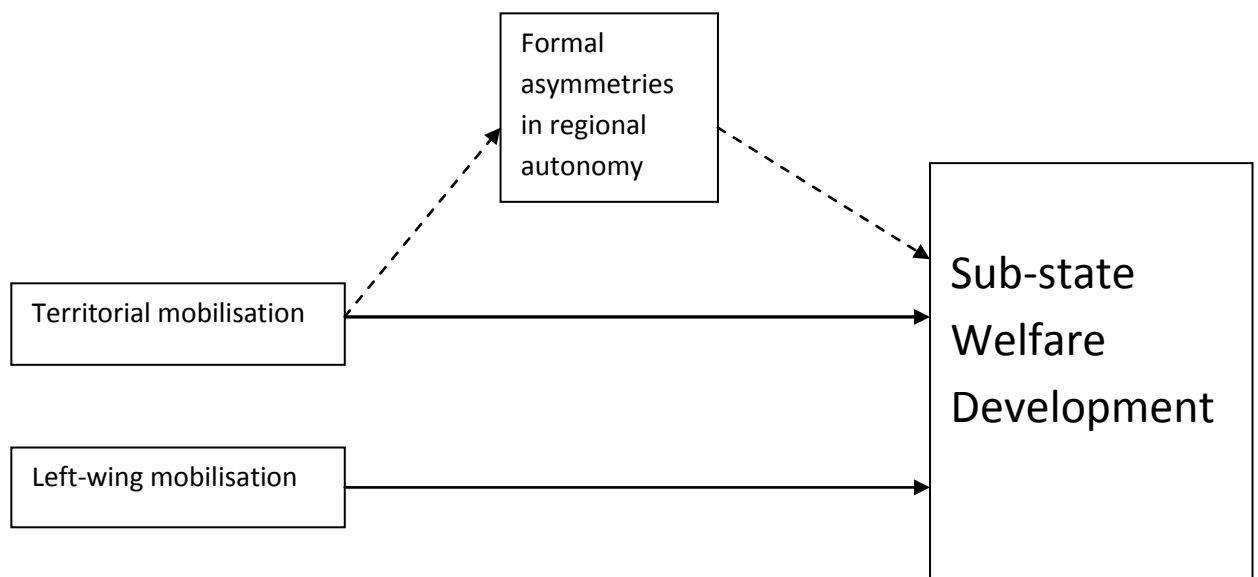 Formal
asymmetries
in regional
autonomy
Territorial mobilisation
Sub-state
Welfare
Development
Left-wing mobilisation